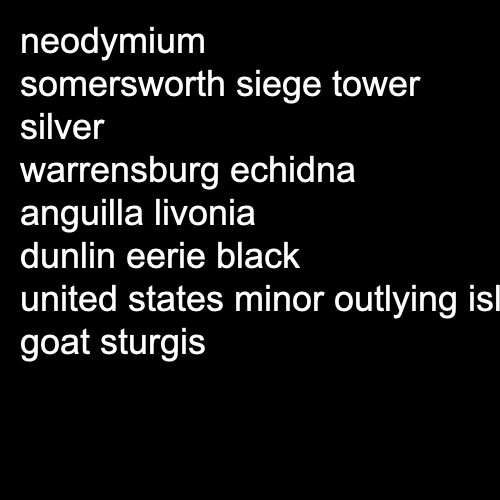 neodymium
somersworth siege tower
silver
warrensburg echidna
anguilla livonia
dunlin eerie black
united states minor outlying isl
goat sturgis